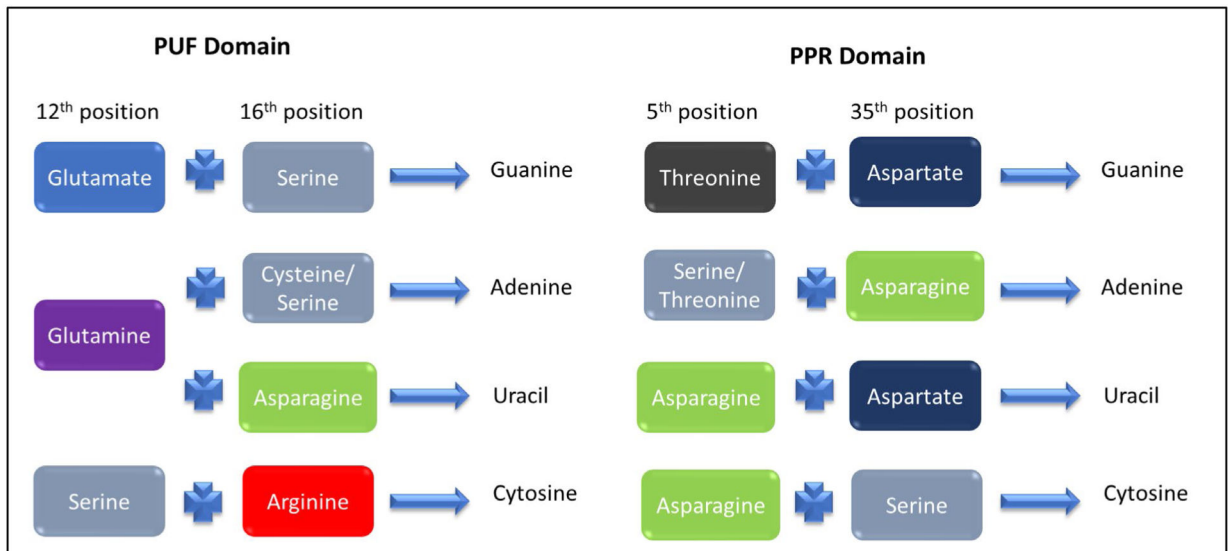 PUF Domain
12th position
16th position
Glutamate
Serine
Guanine
Glutamine
Cysteine/
Serine
Adenine
Asparagine
Uracil
Serine
Arginine
Cytosine
PPR Domain
5th position
35th position
Threonine
Aspartate
Guanine
Serine/
Threonine
Asparagine
Adenine
Asparagine
Aspartate
Uracil
Asparagine
Serine
Cytosine